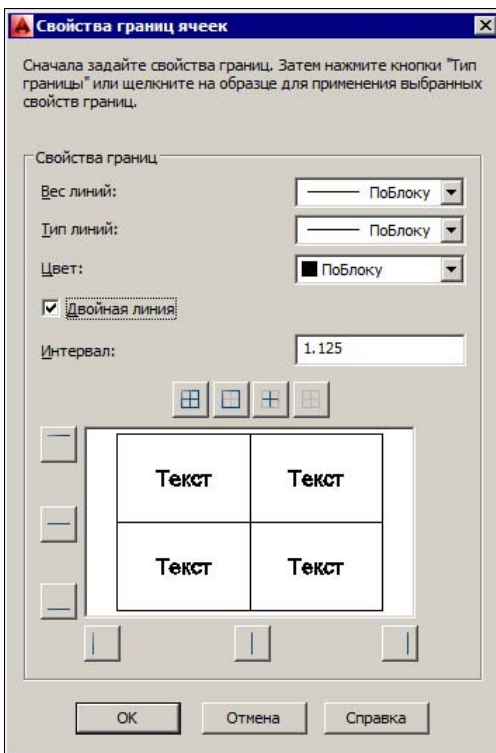 Свойства границ ячеек
Сначала задайте свойства границ. Затем нажмите кнопки "Тип
границы" или щелкните на образце для применения выбранных
свойств границ.
Свойства границ
Вес линий:
ПоБлоку
Тип линий:
ПоБлоку
Цвет:
ПоБлоку
Двойная линия
Интервал:
1.125
Текст
Текст
Текст
Текст
OK
Отмена
Справка